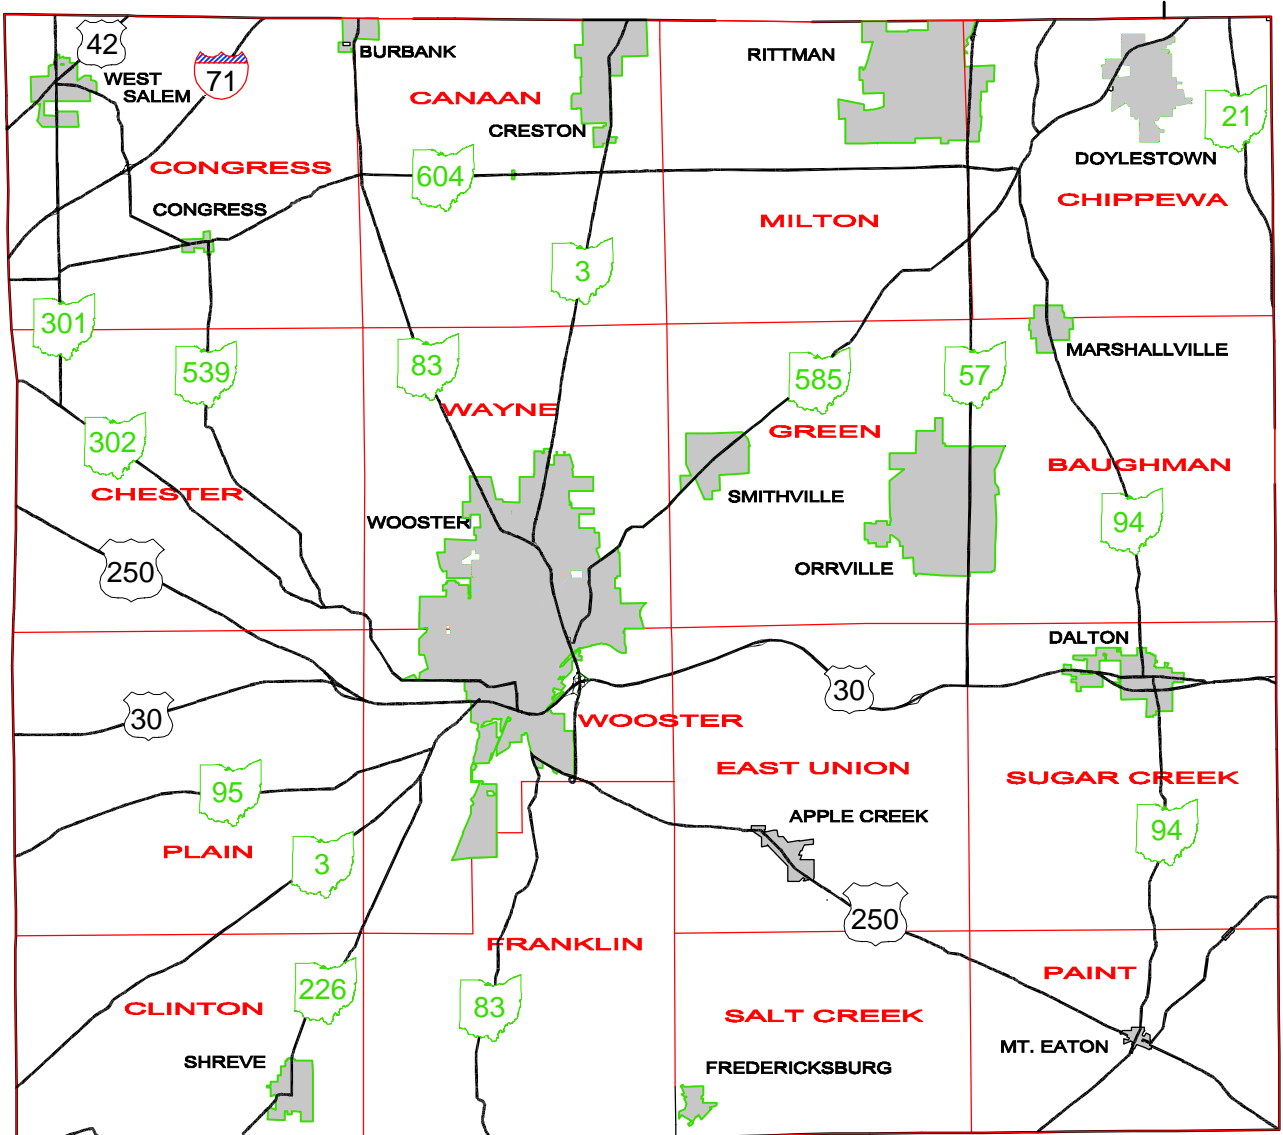 42
BURBANK
RITTMAN
WEST
SALEM
71
CANAAN
CRESTON
21
DOYLESTOWN
CONGRESS
604
CHIPPEWA
CONGRESS
MILTON
3
301
539
83
585
57
MARSHALLVILLE
WAYNE
302
GREEN
BAUGHMAN
CHESTER
SMITHVILLE
WOOSTER
94
250
ORRVILLE
DALTON
30
30
WOOSTER
EAST UNION
SUGAR CREEK
95
APPLE CREEK
94
PLAIN
3
250
FRANKLIN
PAINT
226
CLINTON
83
SALT CREEK
MT. EATON
SHREVE
FREDERICKSBURG